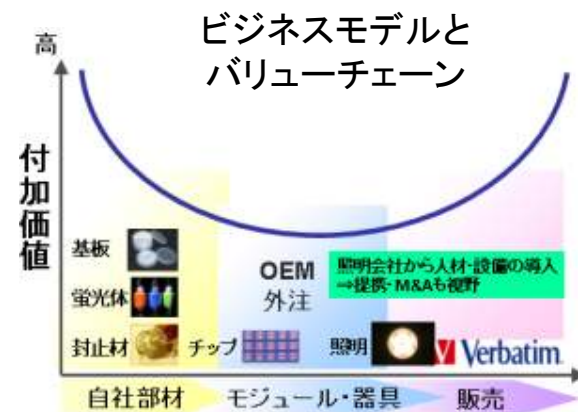 ビジネスモデルと
バリューチェーン
高
付加価値
基板
蛍光体
封止材
チップ
OEM
外注
照明会社から人材・設備の導入
⇒提携・M&Aも視野
照明
Verbatim
自社部材
モジュール・器具
販売